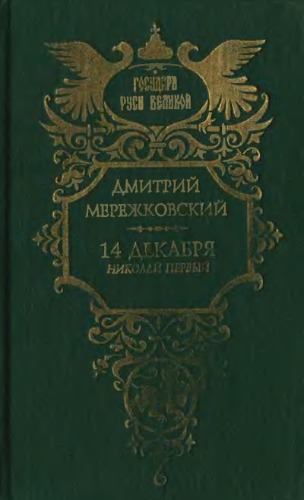 ГОСУДАРИ
РУСИ ВЕЛИКОЙ
ДМИТРИЙ
МЕРЕЖКОВСКИЙ
14 ДЕКАБРЯ
НИКОЛАЙ ПЕРВЫЙ